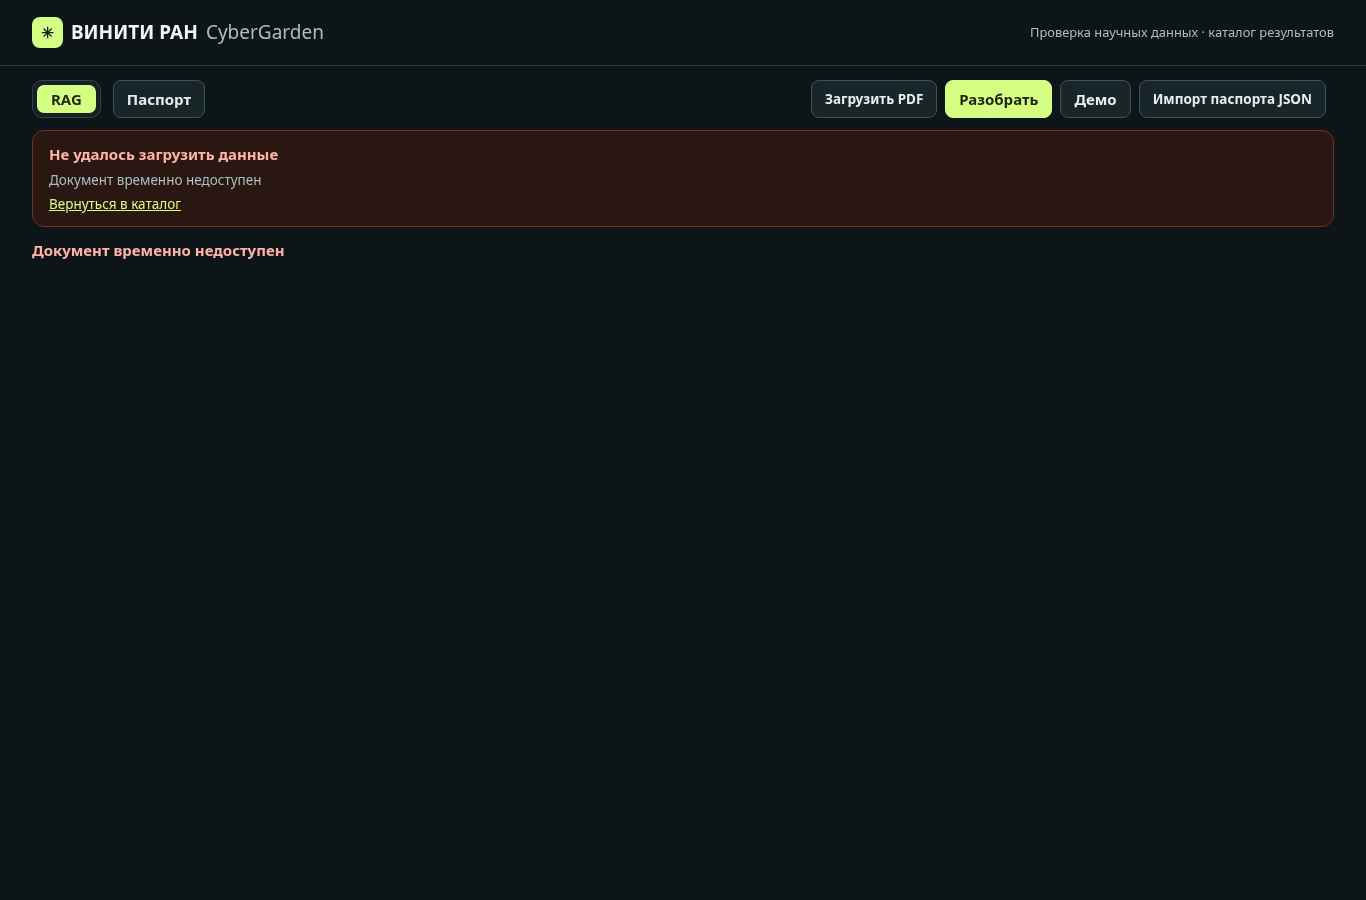 ВИНИТИ РАН CyberGarden
Проверка научных данных · каталог результатов
RAG
Паспорт
Загрузить PDF
Разобрать
Демо
Импорт паспорта JSON
Не удалось загрузить данные
Документ временно недоступен
Вернуться в каталог
Документ временно недоступен